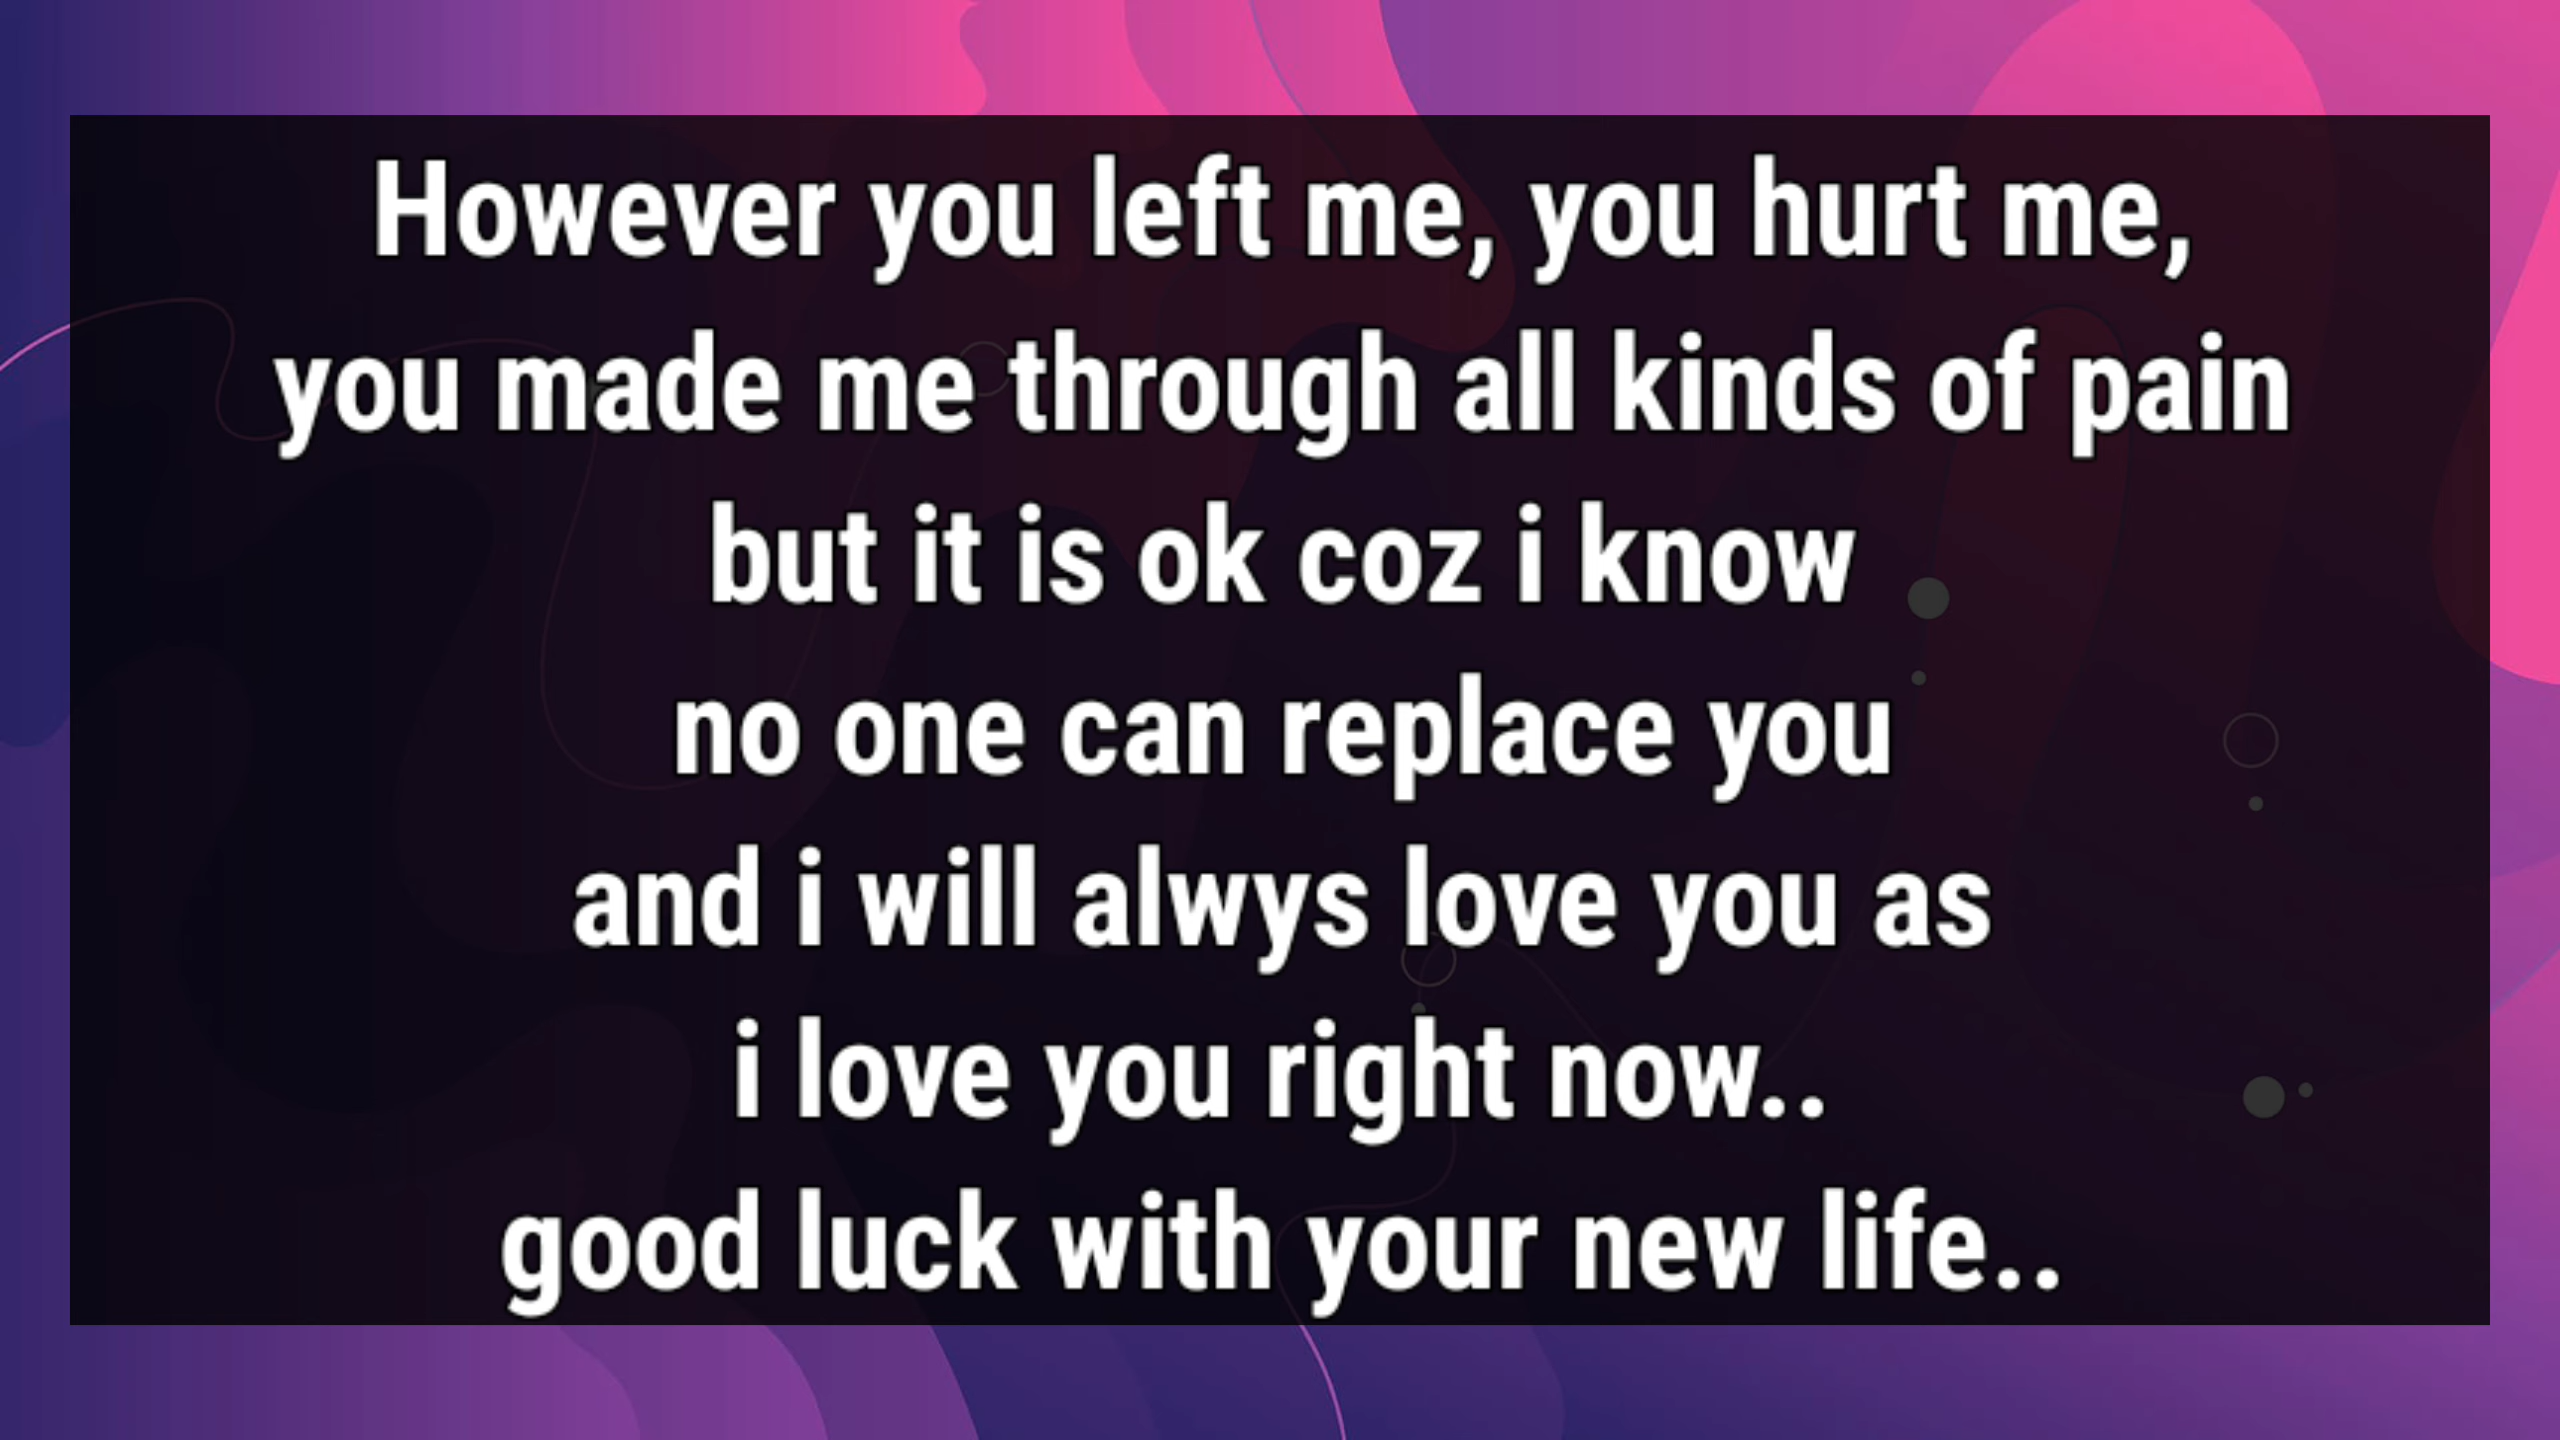 However you left me, you hurt me,
you made me through all kinds of pain
but it is ok coz i know
no one can replace you
and i will alwys love you as
i love you right now..
good luck with your new life..